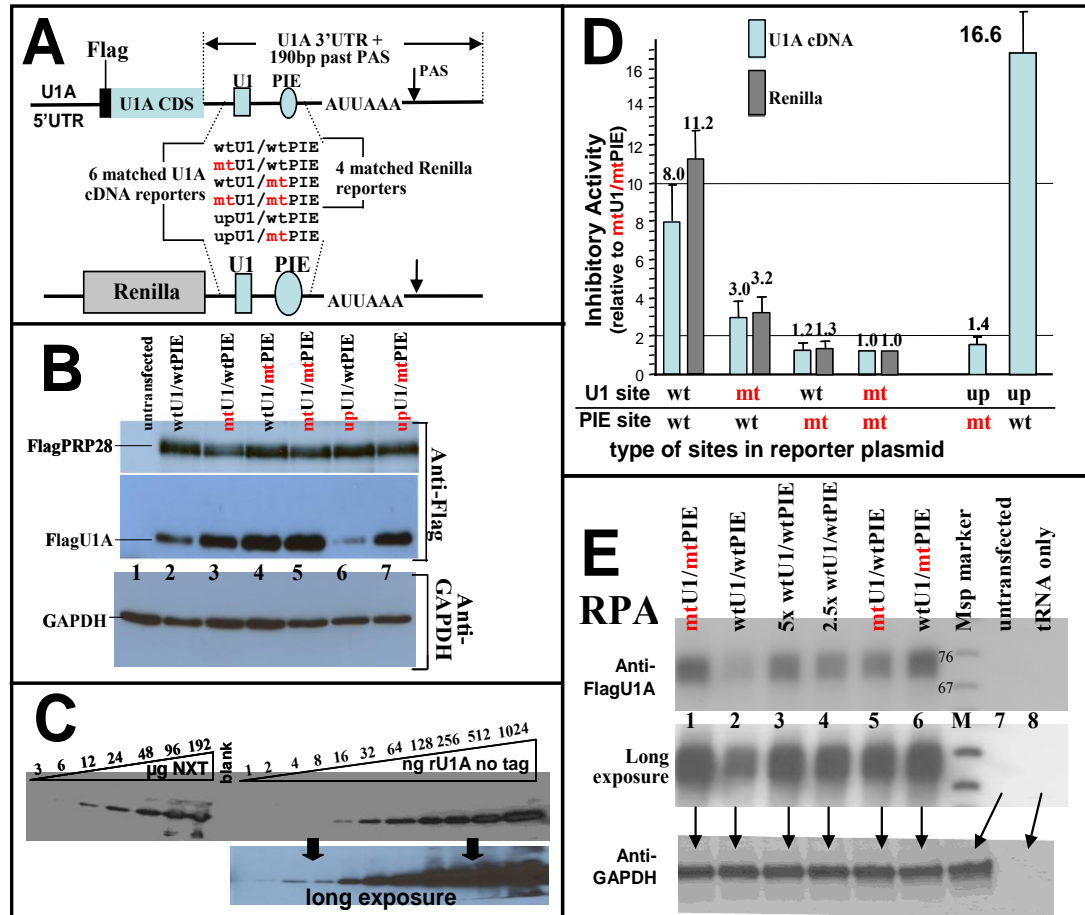 A
Flag
U1A 3’UTR +
190bp past PAS
U1
PIE
PAS
U1A
5’UTR
U1A CDS
AUUAAA
6 matched U1A
cDNA reporters
wtU1/wtPIE
mtU1/wtPIE
wtU1/mtPIE
mtU1/mtPIE
upU1/wtPIE
upU1/mtPIE
4 matched Renilla
reporters
U1
PIE
Renilla
AUUAAA
B
untransfected
wtU1/wtPIE
mtU1/wtPIE
wtU1/mtPIE
mtU1/mtPIE
upU1/wtPIE
upU1/mtPIE
FlagPRP28
FlagU1A
Anti-Flag
1 2 3 4 5 6 7
GAPDH
Anti-
GAPDH
C
3 6 12 24 48 96 192
µg NXT
blank
1 2 4 8 16 32 64 128 256 512 1024
ng rU1A no tag
long exposure
D
U1A cDNA
Renilla
Inhibitory Activity
(relative to mtU1/mtPIE)
16
14
12
10
8
6
4
2
0
8.0
11.2
3.0
3.2
1.2
1.3
1.0
1.0
1.4
16.6
U1 site wt mt wt mt up up
PIE site wt wt mt mt mt wt
type of sites in reporter plasmid
E
RPA
mtU1/mtPIE
wtU1/wtPIE
5x wtU1/wtPIE
2.5x wtU1/wtPIE
mtU1/wtPIE
wtU1/mtPIE
Msp marker
untransfected
tRNA only
Anti-
FlagU1A
76
67
1 2 3 4 5 6 M 7 8
Long
exposure
Anti-
GAPDH